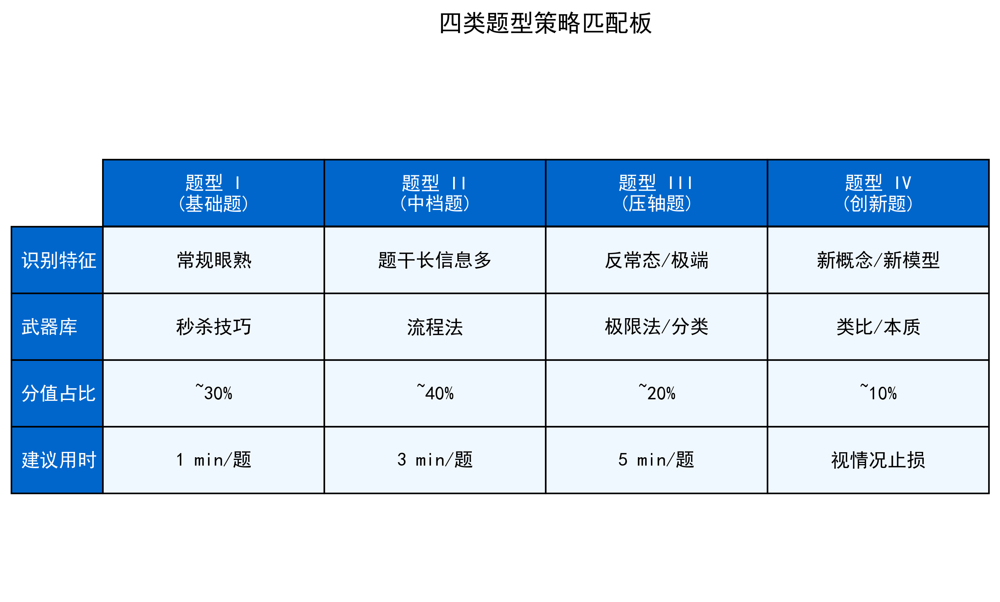 四类题型策略匹配板
题型 I
(基础题)
题型 II
(中档题)
题型 III
(压轴题)
题型 IV
(创新题)
识别特征
常规眼熟
题干长信息多
反常态/极端
新概念/新模型
武器库
秒杀技巧
流程法
极限法/分类
类比/本质
分值占比
~30%
~40%
~20%
~10%
建议用时
1 min/题
3 min/题
5 min/题
视情况止损